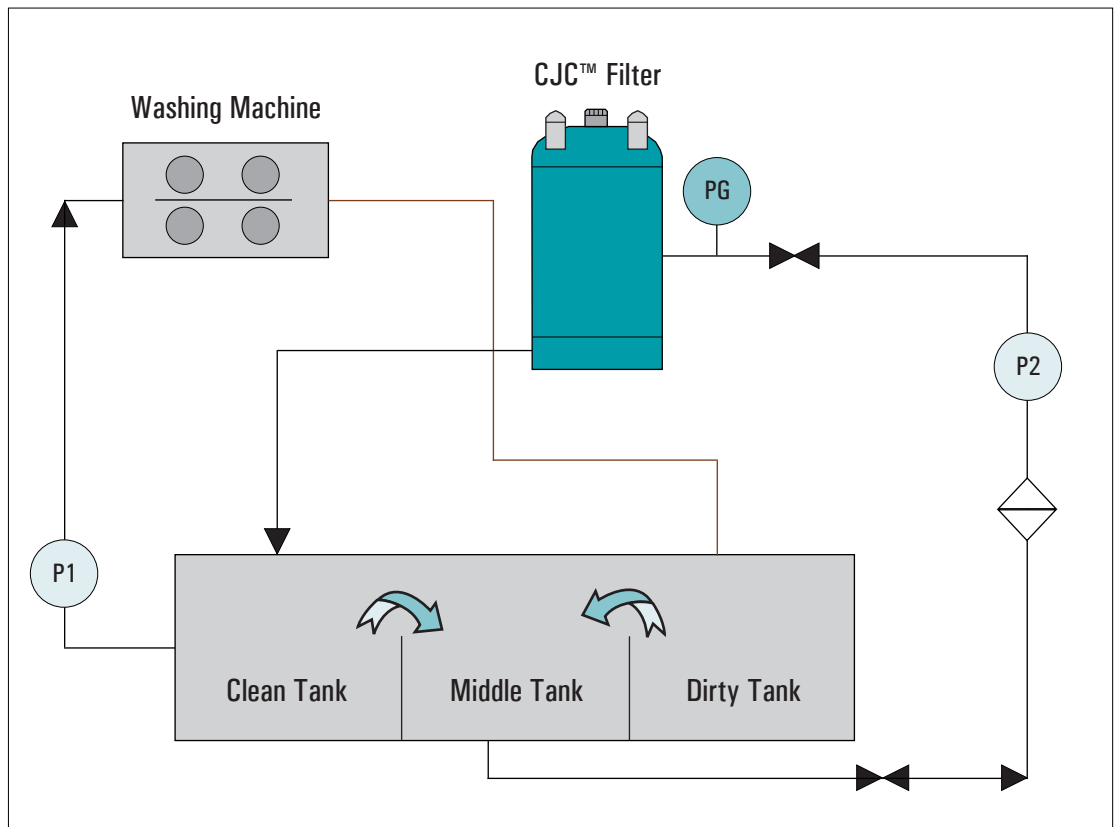 CJC™ Filter
Washing Machine
PG
P2
P1
Clean Tank
Middle Tank
Dirty Tank